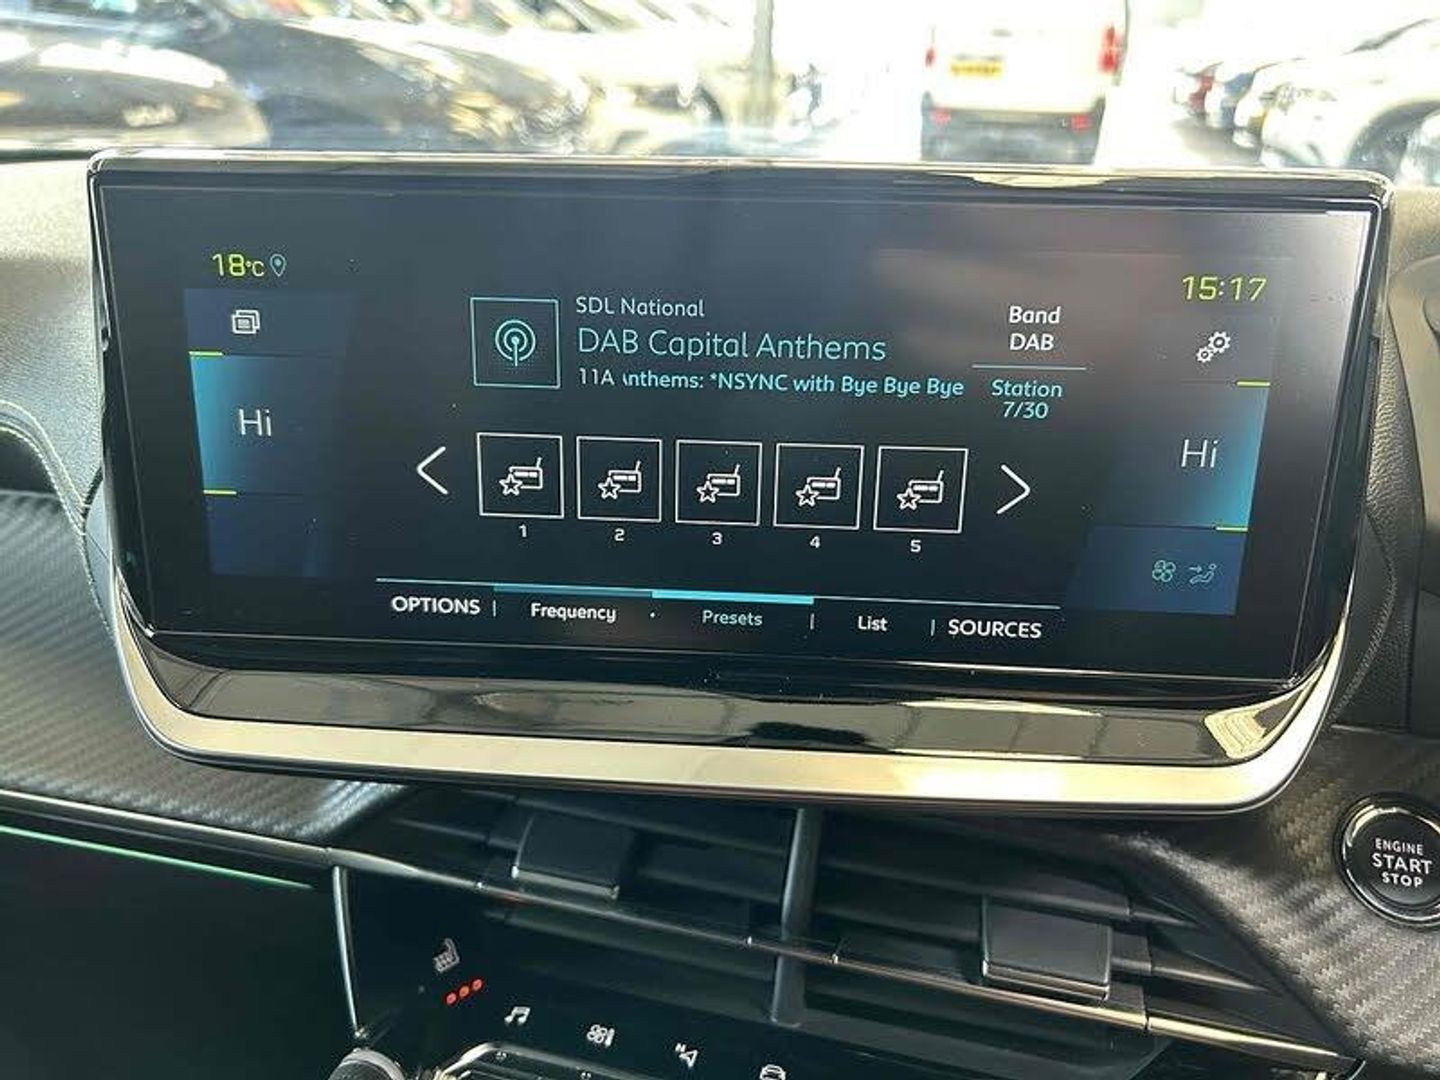 18°C
15:17
SDL National
DAB Capital Anthems
11A nthems: *NSYNC with Bye Bye Bye
Band
DAB
Station
7/30
Hi
Hi
1
2
3
4
5
OPTIONS | Frequency · Presets | List | SOURCES
ENGINE
START
STOP